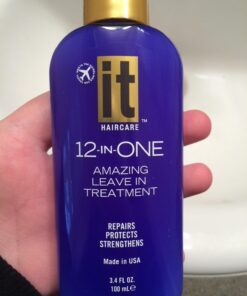 it
HAIRCARE ™
12-IN-ONE
AMAZING
LEAVE IN
TREATMENT
REPAIRS
PROTECTS
STRENGTHENS
Made in USA
3.4 FL OZ.
100 mL℮